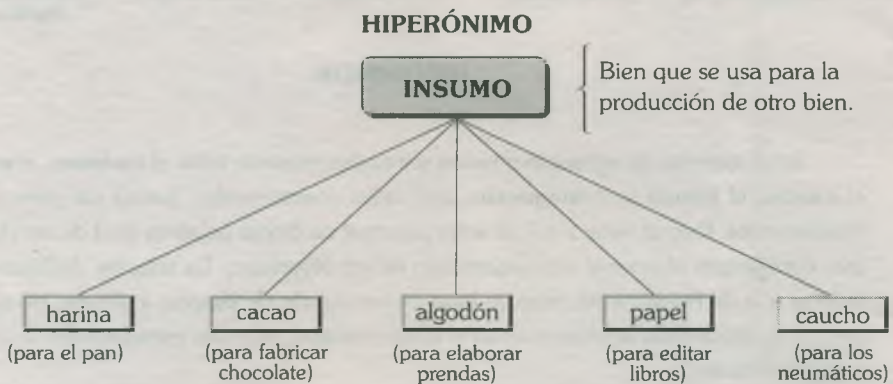 HIPERÓNIMO
INSUMO
Bien que se usa para la
producción de otro bien.
harina
cacao
algodón
papel
caucho
(para el pan)
(para fabricar
chocolate)
(para elaborar
prendas)
(para editar
libros)
(para los
neumáticos)